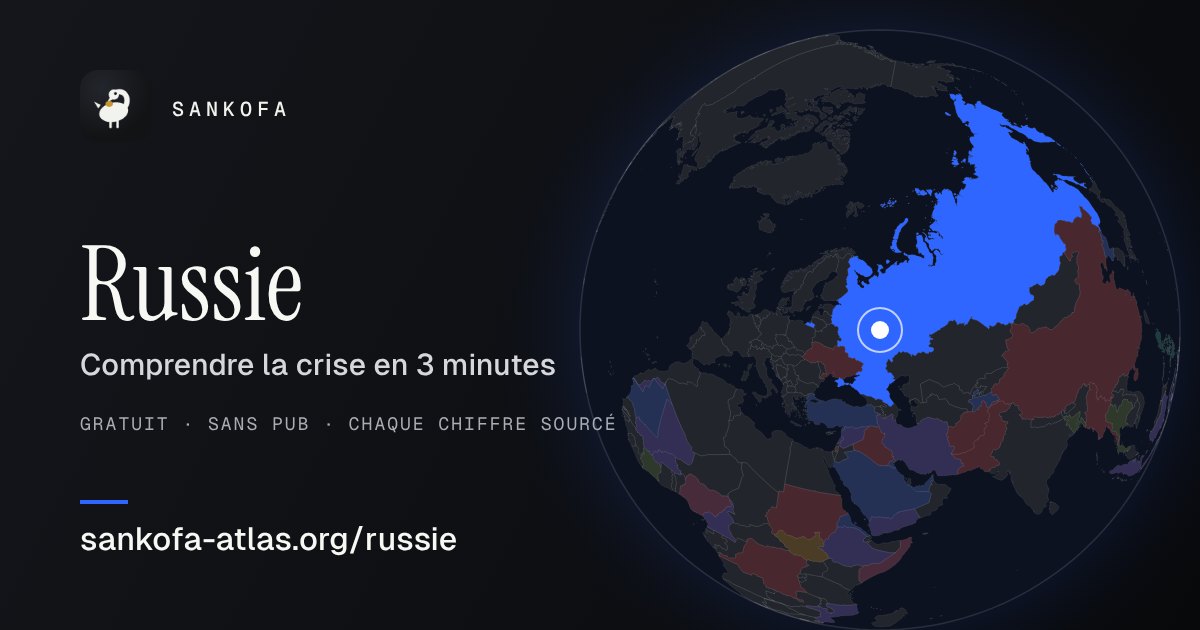 SANKOFA
Russie
Comprendre la crise en 3 minutes
GRATUIT · SANS PUB · CHAQUE CHIFFRE SOURCÉ
sankofa-atlas.org/russie